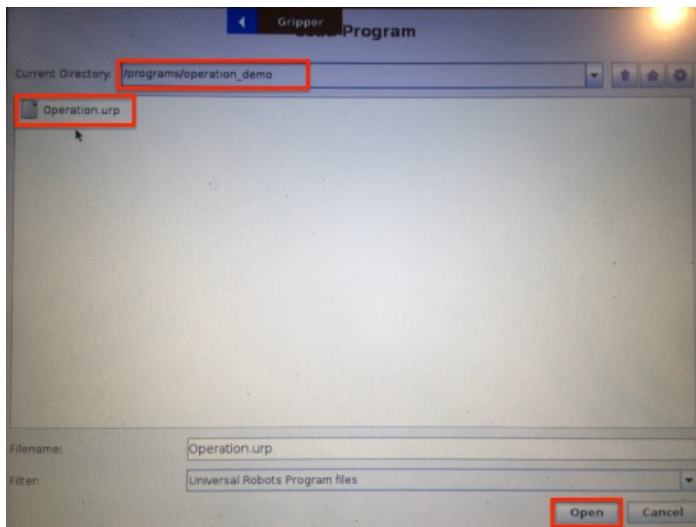 Gripper
Program
Current Directory: /programs/operation_demo
Operation.urp
Filename: Operation.urp
Filter: Universal Robots Program files
Open Cancel